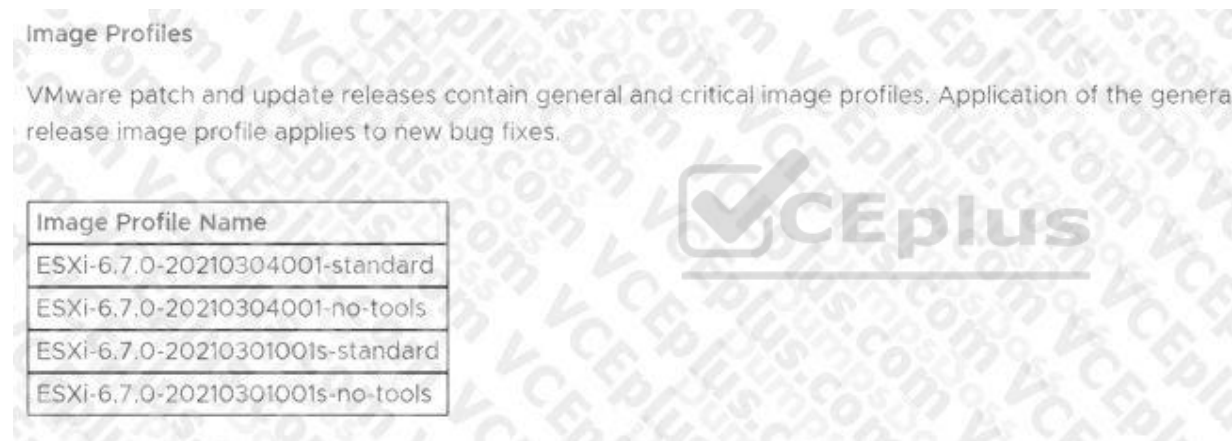 Image Profiles
VMware patch and update releases contain general and critical image profiles. Application of the genera
release image profile applies to new bug fixes.
CEplus
Image Profile Name
ESXi-6.7.0-20210304001-standard
ESXi-6.7.0-20210304001-no-tools
ESXi-6.7.0-20210301001s-standard
ESXi-6.7.0-20210301001s-no-tools